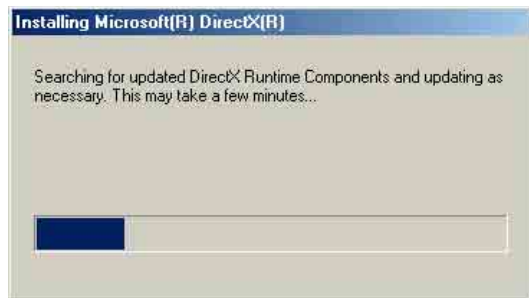 Installing Microsoft(R) DirectX(R)
Searching for updated DirectX Runtime Components and updating as
necessary. This may take a few minutes...